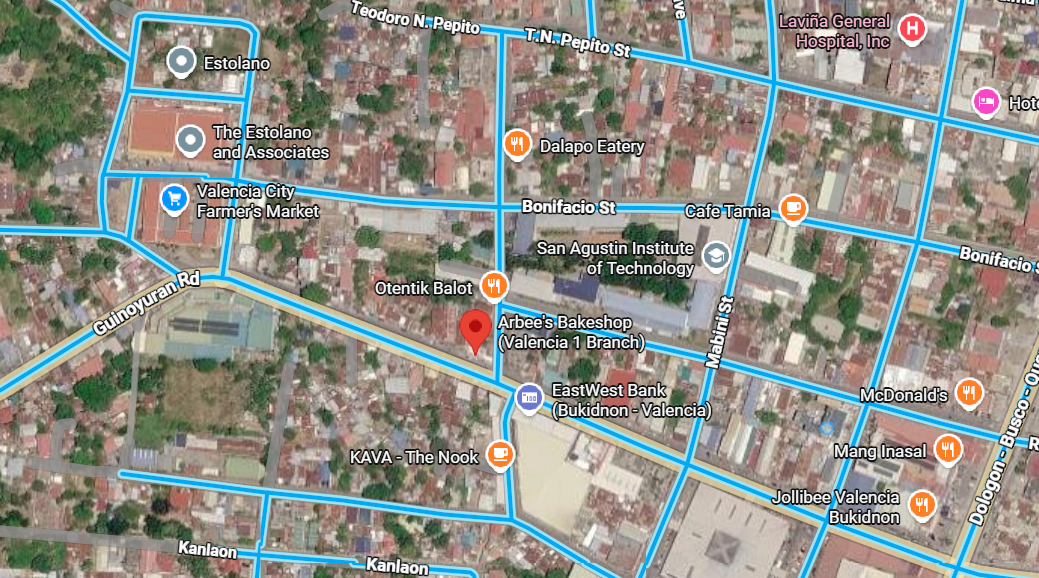 Teodoro N. Pepito
T.N. Pepito St
Laviña General
Hospital, Inc
Estolano
The Estolano
and Associates
Dalapo Eatery
Valencia City
Farmer's Market
Bonifacio St
Cafe Tamia
San Agustin Institute
of Technology
Bonifacio
Guinoyuran Rd
Otentik Balot
Arbee's Bakeshop
(Valencia 1 Branch)
Mabini St
EastWest Bank
(Bukidnon - Valencia)
McDonald's
KAVA - The Nook
Mang Inasal
Jollibee Valencia
Bukidnon
Dologon - Busco
Kanlaon
Kanlaon